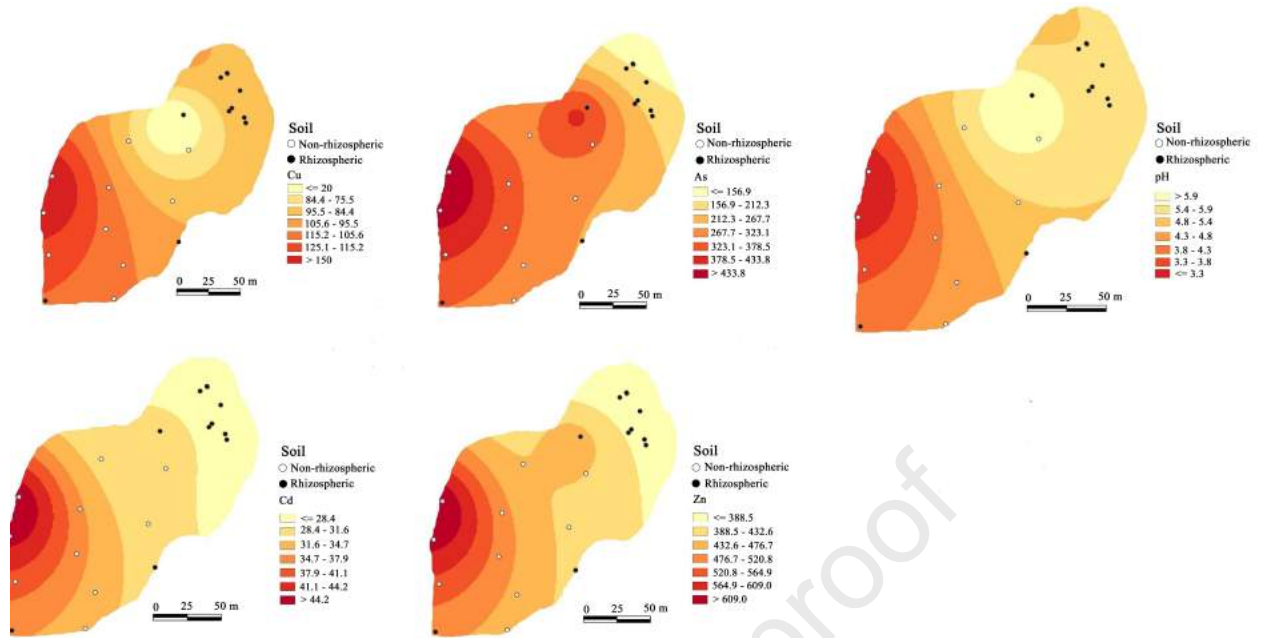 Soil
Non-rhizospheric
Rhizospheric
Cu
<= 20
84.4 - 75.5
95.5 - 84.4
105.6 - 95.5
115.2 - 105.6
125.1 - 115.2
> 150
0 25 50 m
Soil
Non-rhizospheric
Rhizospheric
As
<= 156.9
156.9 - 212.3
212.3 - 267.7
267.7 - 323.1
323.1 - 378.5
378.5 - 433.8
> 433.8
0 25 50 m
Soil
Non-rhizospheric
Rhizospheric
pH
> 5.9
5.4 - 5.9
4.8 - 5.4
4.3 - 4.8
3.8 - 4.3
3.3 - 3.8
<= 3.3
0 25 50 m
Soil
Non-rhizospheric
Rhizospheric
Cd
<= 28.4
28.4 - 31.6
31.6 - 34.7
34.7 - 37.9
37.9 - 41.1
41.1 - 44.2
> 44.2
0 25 50 m
Soil
Non-rhizospheric
Rhizospheric
Zn
<= 388.5
388.5 - 432.6
432.6 - 476.7
476.7 - 520.8
520.8 - 564.9
564.9 - 609.0
> 609.0
0 25 50 m
proof